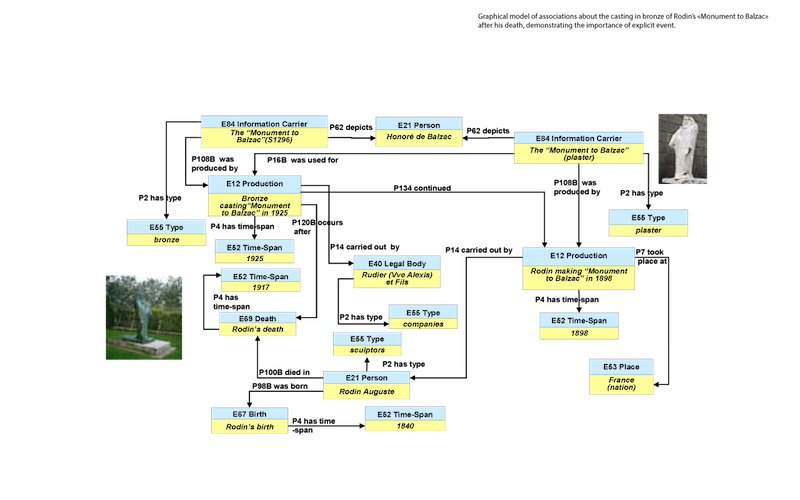 Graphical model of associations about the casting in bronze of Rodin's «Monument to Balzac»
after his death, demonstrating the importance of explicit event.
E84 Information Carrier
The "Monument to
Balzac"(S1296)
P62 depicts
E21 Person
Honoré de Balzac
P62 depicts
E84 Information Carrier
The "Monument to Balzac"
(plaster)
P108B was
produced by
P16B was used for
E12 Production
Bronze
casting"Monument
to Balzac" in 1925
P134 continued
P108B was
produced by
P2 has type
P2 has type
E55 Type
bronze
P4 has time-span
P120B occurs
after
E55 Type
plaster
E52 Time-Span
1925
P14 carried out by
P14 carried out by
E12 Production
Rodin making "Monument
to Balzac" in 1898
P7 took
place at
E40 Legal Body
Rudier (Vve Alexia)
et Fils
E52 Time-Span
1917
P4 has
time-span
P4 has time-span
E69 Death
Rodin's death
P2 has type
E55 Type
companies
E52 Time-Span
1898
E55 Type
sculptors
P2 has type
E53 Place
France
(nation)
P100B died in
E21 Person
Rodin Auguste
P98B was born
E67 Birth
Rodin's birth
P4 has time
-span
E52 Time-Span
1840